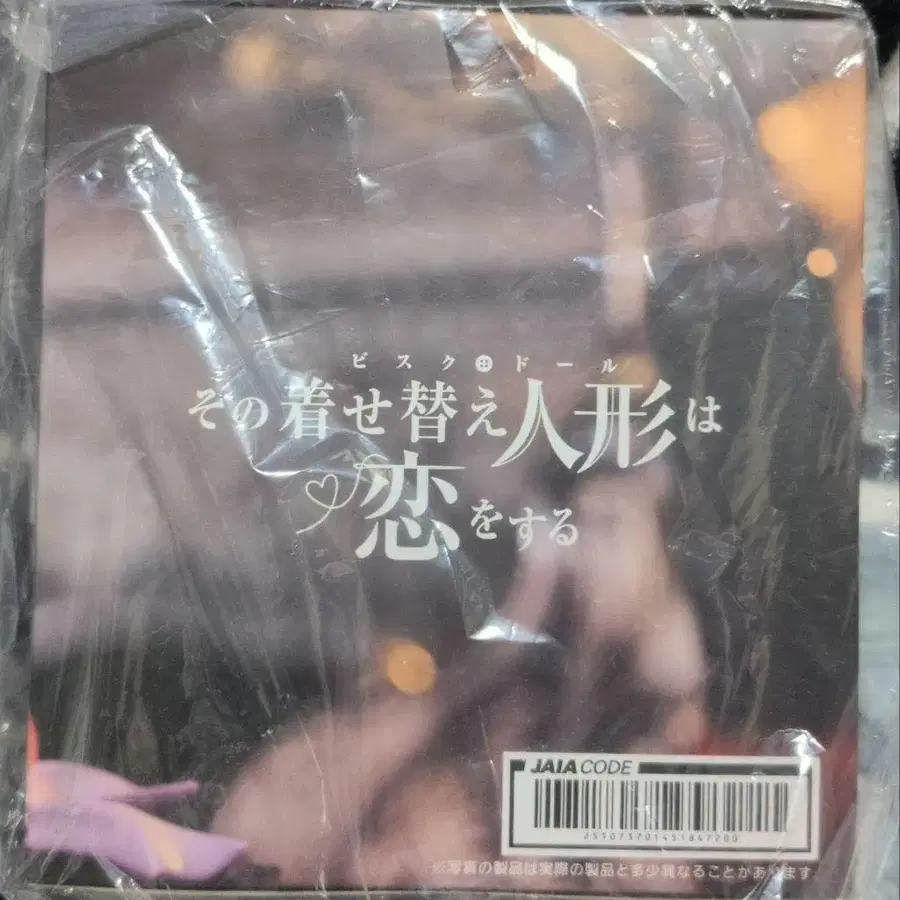 ビスク ドール
その着せ替え人形は
恋をする
JAIA CODE
251073701451847200
※写真の製品は実際の製品と多少異なることがあります